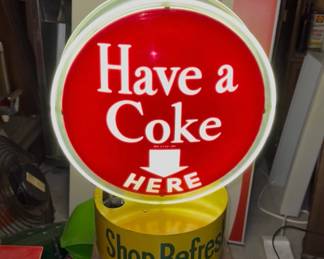 Have a
Coke
HERE
Shop Refres